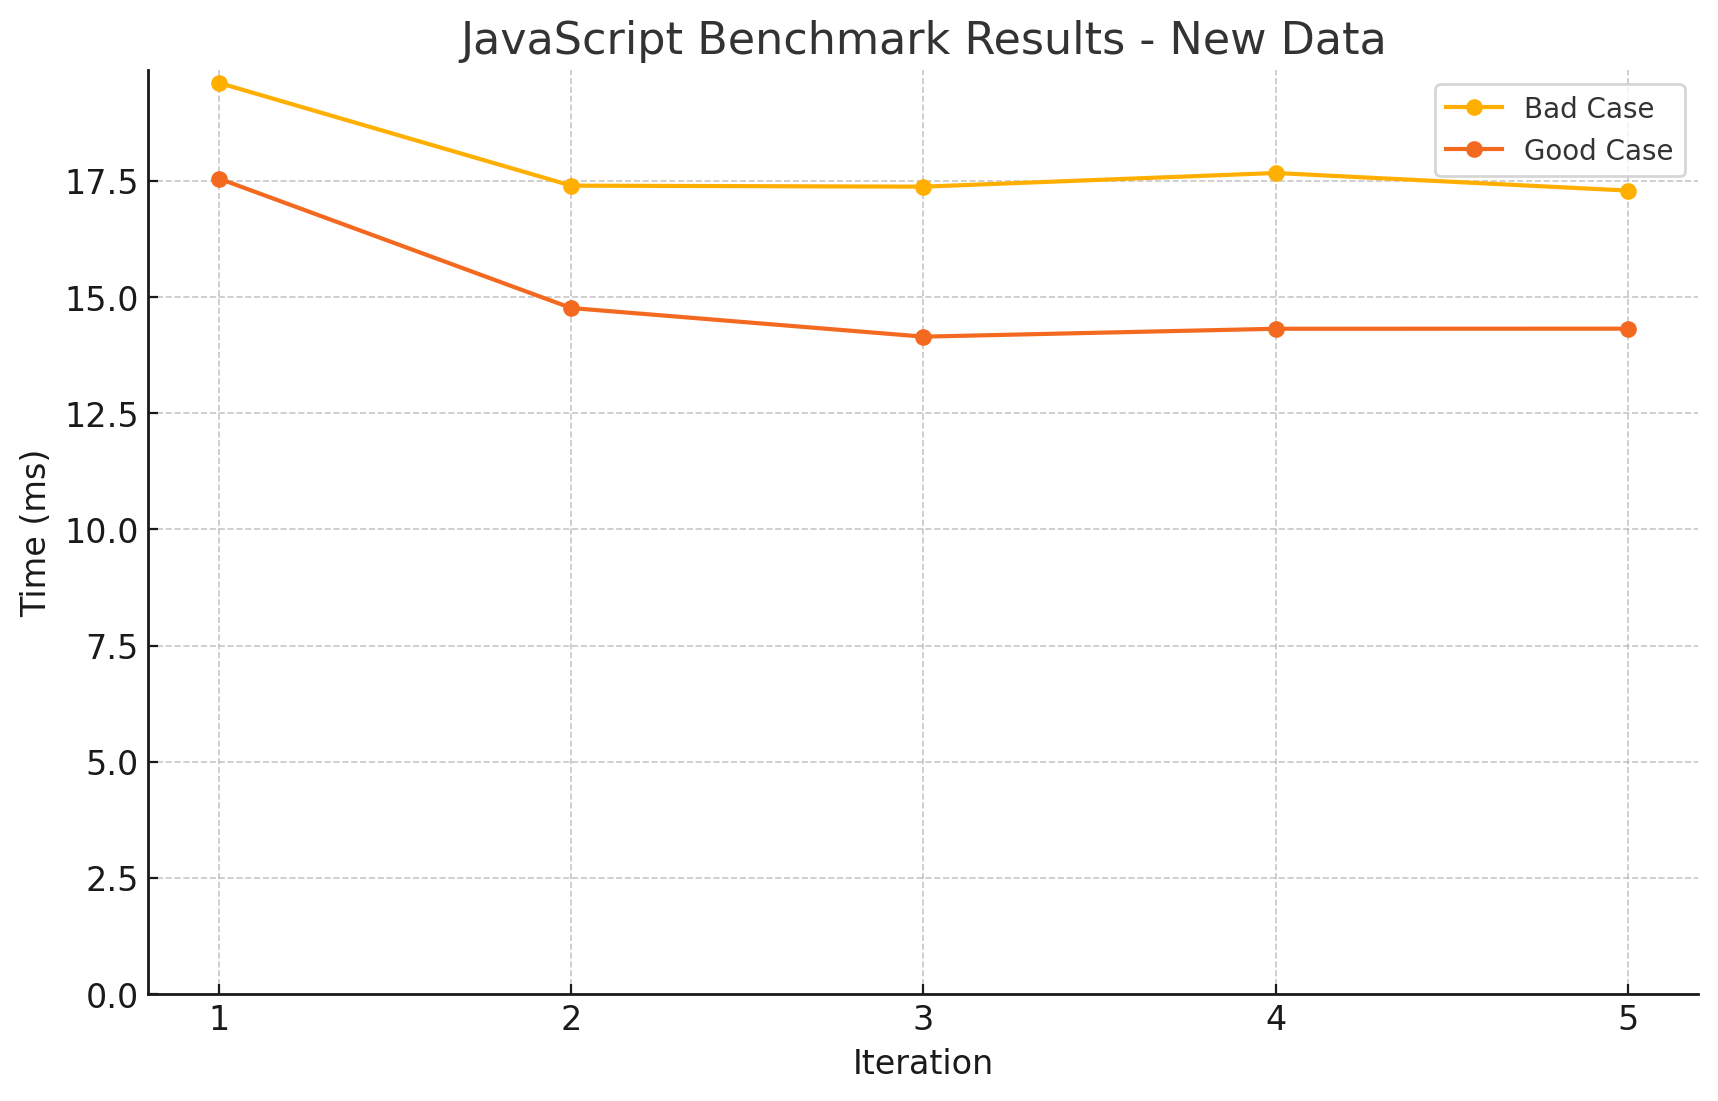 JavaScript Benchmark Results - New Data
Bad Case
Good Case
17.5
15.0
12.5
10.0
7.5
5.0
2.5
0.0
Time (ms)
1 2 3 4 5
Iteration